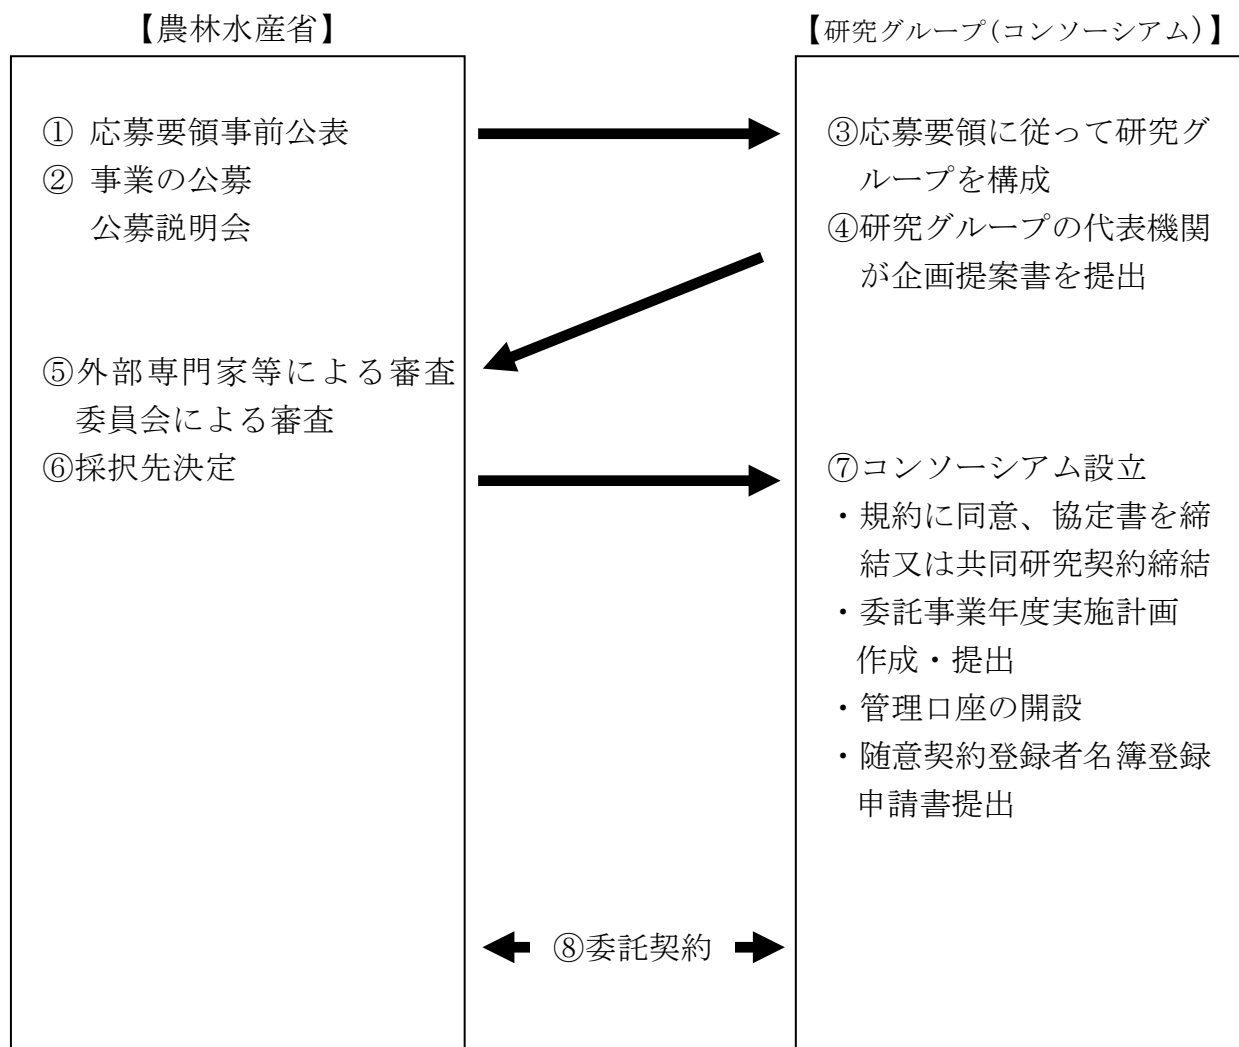 【農林水産省】
【研究グループ(コンソーシアム)】
① 応募要領事前公表
② 事業の公募
公募説明会
③応募要領に従って研究グ
ループを構成
④研究グループの代表機関
が企画提案書を提出
⑤外部専門家等による審査
委員会による審査
⑥採択先決定
⑦コンソーシアム設立
・規約に同意、協定書を締
結又は共同研究契約締結
・委託事業年度実施計画
作成・提出
・管理口座の開設
・随意契約登録者名簿登録
申請書提出
⑧委託契約